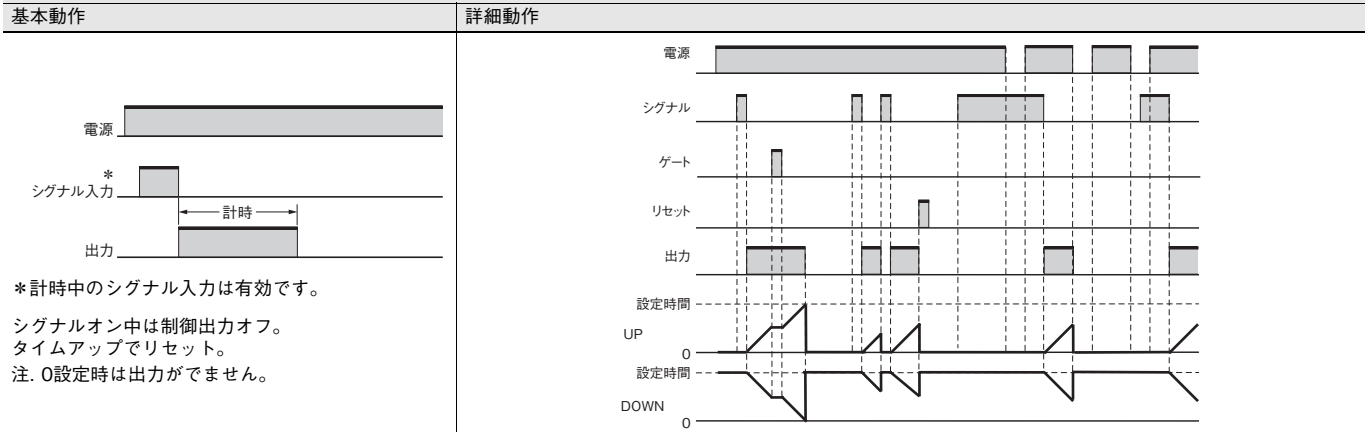 基本動作
詳細動作
電源
*
シグナル入力
計時
出力
*計時中のシグナル入力は有効です。
シグナルオン中は制御出力オフ。
タイムアップでリセット。
注. 0設定時は出力がでません。
電源
シグナル
ゲート
リセット
出力
設定時間
UP
0
設定時間
DOWN
0